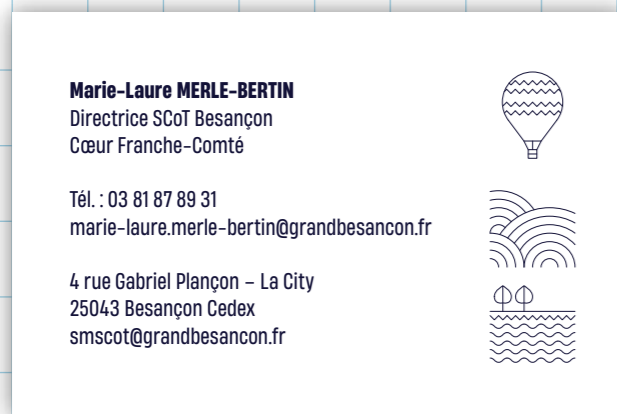 Marie-Laure MERLE-BERTIN
Directrice SCoT Besançon
Cœur Franche-Comté
Tél. : 03 81 87 89 31
marie-laure.merle-bertin@grandbesancon.fr
4 rue Gabriel Plançon – La City
25043 Besançon Cedex
smscot@grandbesancon.fr